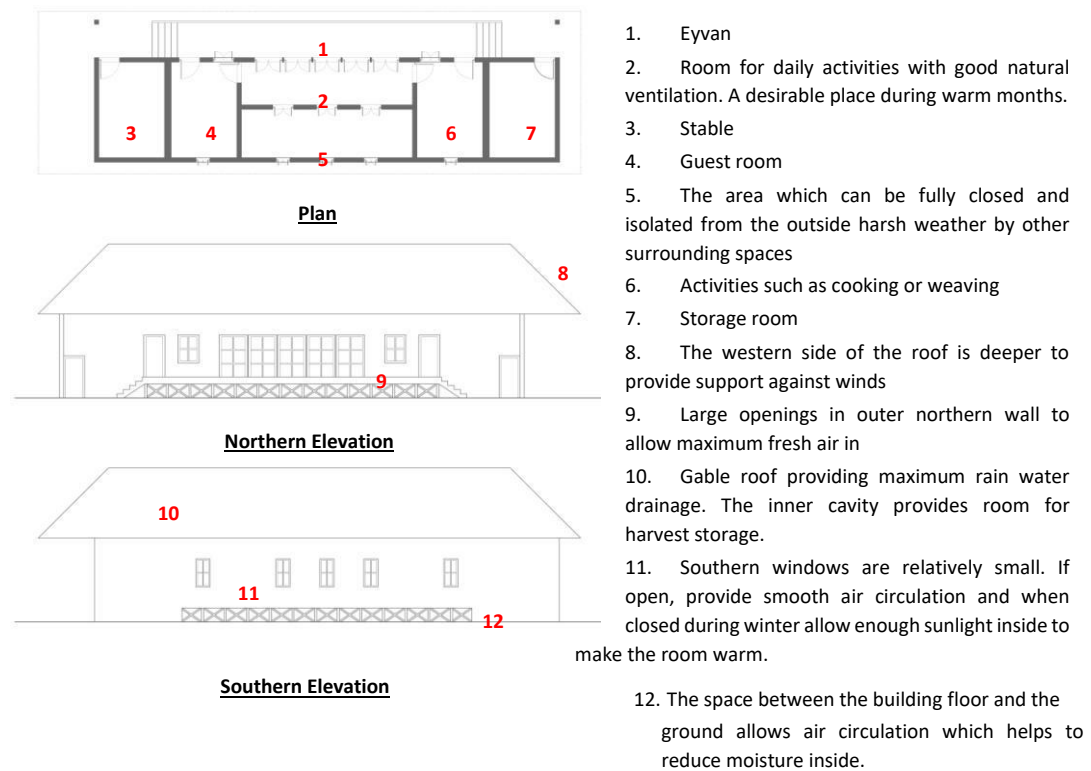 1
2
3
4
5
6
7
Plan
8
9
Northern Elevation
10
11
12
Southern Elevation
1. Eyvan
2. Room for daily activities with good natural
ventilation. A desirable place during warm months.
3. Stable
4. Guest room
5. The area which can be fully closed and
isolated from the outside harsh weather by other
surrounding spaces
6. Activities such as cooking or weaving
7. Storage room
8. The western side of the roof is deeper to
provide support against winds
9. Large openings in outer northern wall to
allow maximum fresh air in
10. Gable roof providing maximum rain water
drainage. The inner cavity provides room for
harvest storage.
11. Southern windows are relatively small. If
open, provide smooth air circulation and when
closed during winter allow enough sunlight inside to
make the room warm.
12. The space between the building floor and the
ground allows air circulation which helps to
reduce moisture inside.